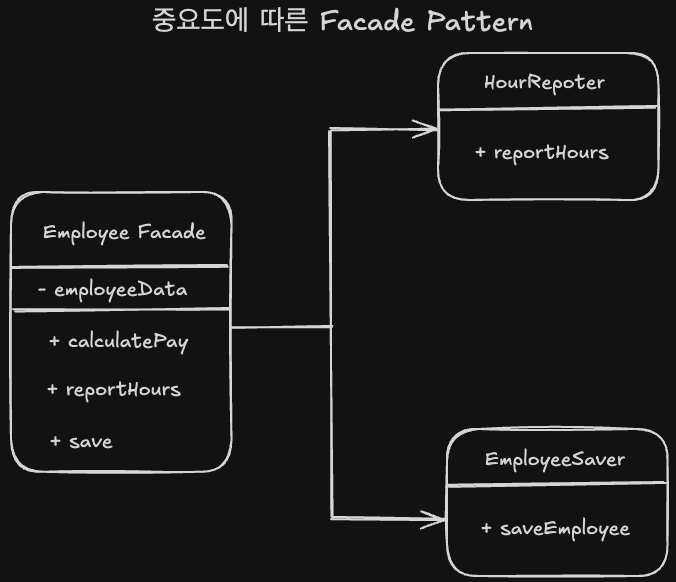 중요도에 따른 Facade Pattern
HourRepoter
+ reportHours
Employee Facade
- employeeData
+ calculatePay
+ reportHours
+ save
EmployeeSaver
+ saveEmployee